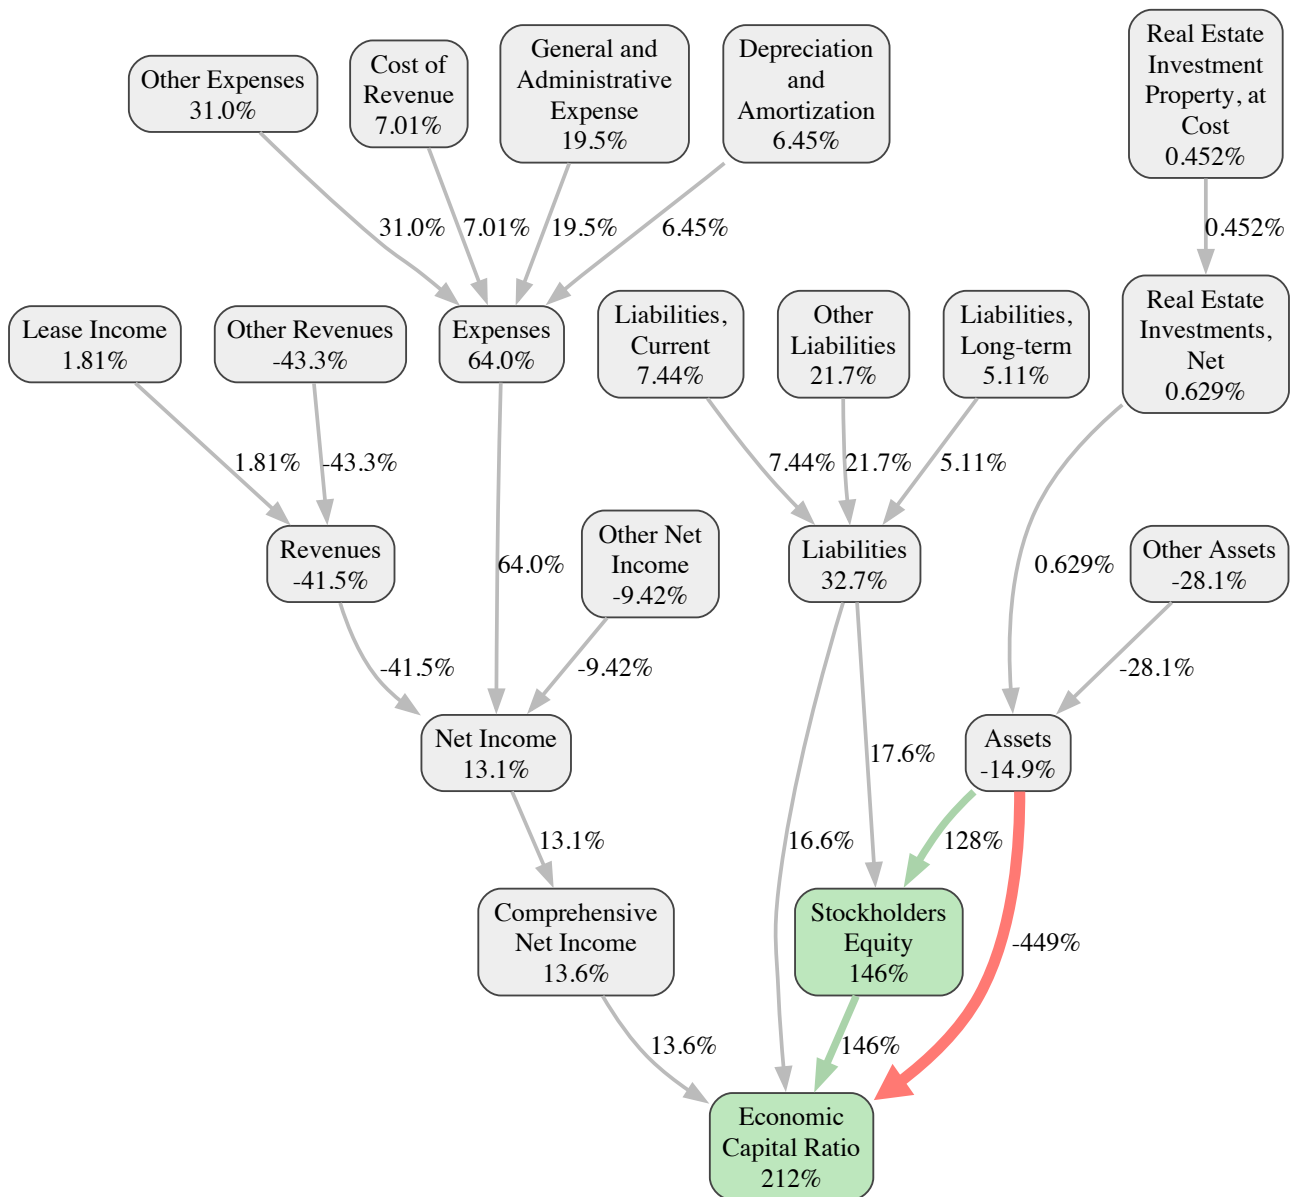 Other Expenses
31.0%
Cost of
Revenue
7.01%
General and
Administrative
Expense
19.5%
Depreciation
and
Amortization
6.45%
Real Estate
Investment
Property, at
Cost
0.452%
31.0%
7.01%
19.5%
6.45%
0.452%
Lease Income
1.81%
Other Revenues
-43.3%
Expenses
64.0%
Liabilities,
Current
7.44%
Other
Liabilities
21.7%
Liabilities,
Long-term
5.11%
Real Estate
Investments,
Net
0.629%
1.81%
-43.3%
7.44%
21.7%
5.11%
Revenues
-41.5%
64.0%
Other Net
Income
-9.42%
Liabilities
32.7%
0.629%
Other Assets
-28.1%
-41.5%
-9.42%
-28.1%
Net Income
13.1%
17.6%
Assets
-14.9%
13.1%
16.6%
128%
Comprehensive
Net Income
13.6%
Stockholders
Equity
146%
-449%
13.6%
146%
Economic
Capital Ratio
212%